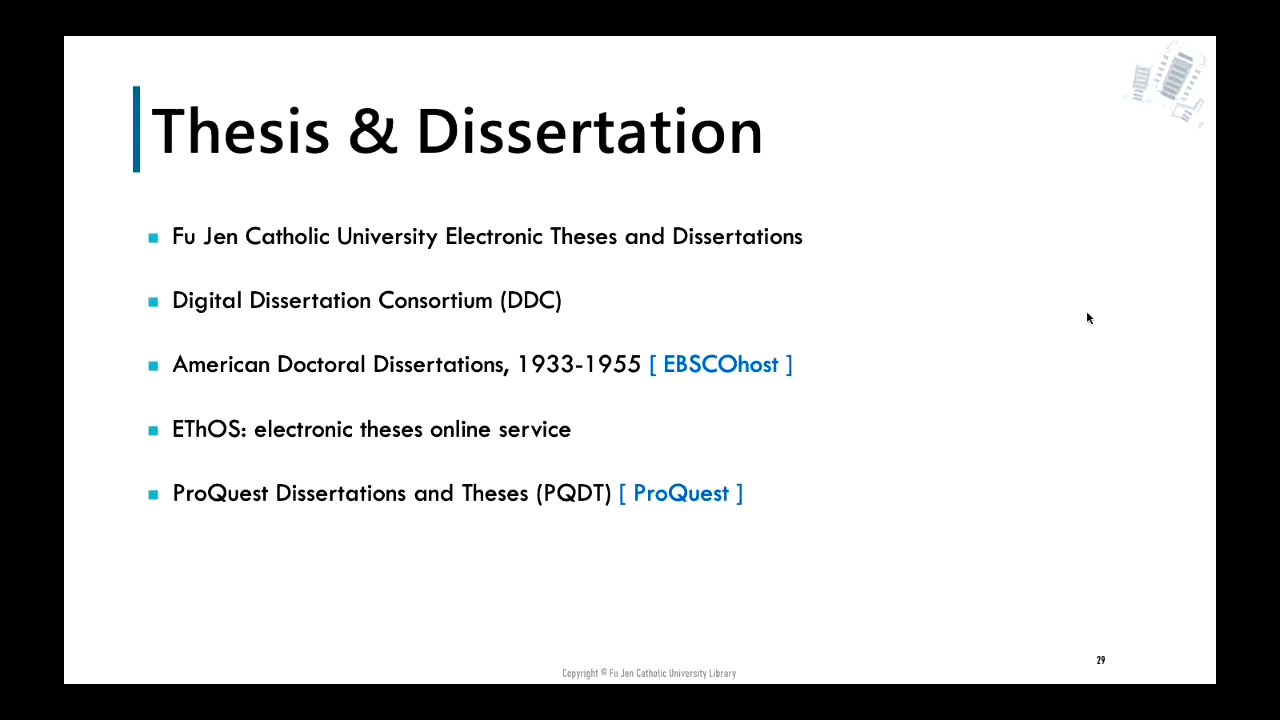 Thesis & Dissertation
Fu Jen Catholic University Electronic Theses and Dissertations
Digital Dissertation Consortium (DDC)
American Doctoral Dissertations, 1933-1955 [ EBSCOhost ]
EThOS: electronic theses online service
ProQuest Dissertations and Theses (PQDT) [ ProQuest ]
29
Copyright © Fu Jen Catholic University Library